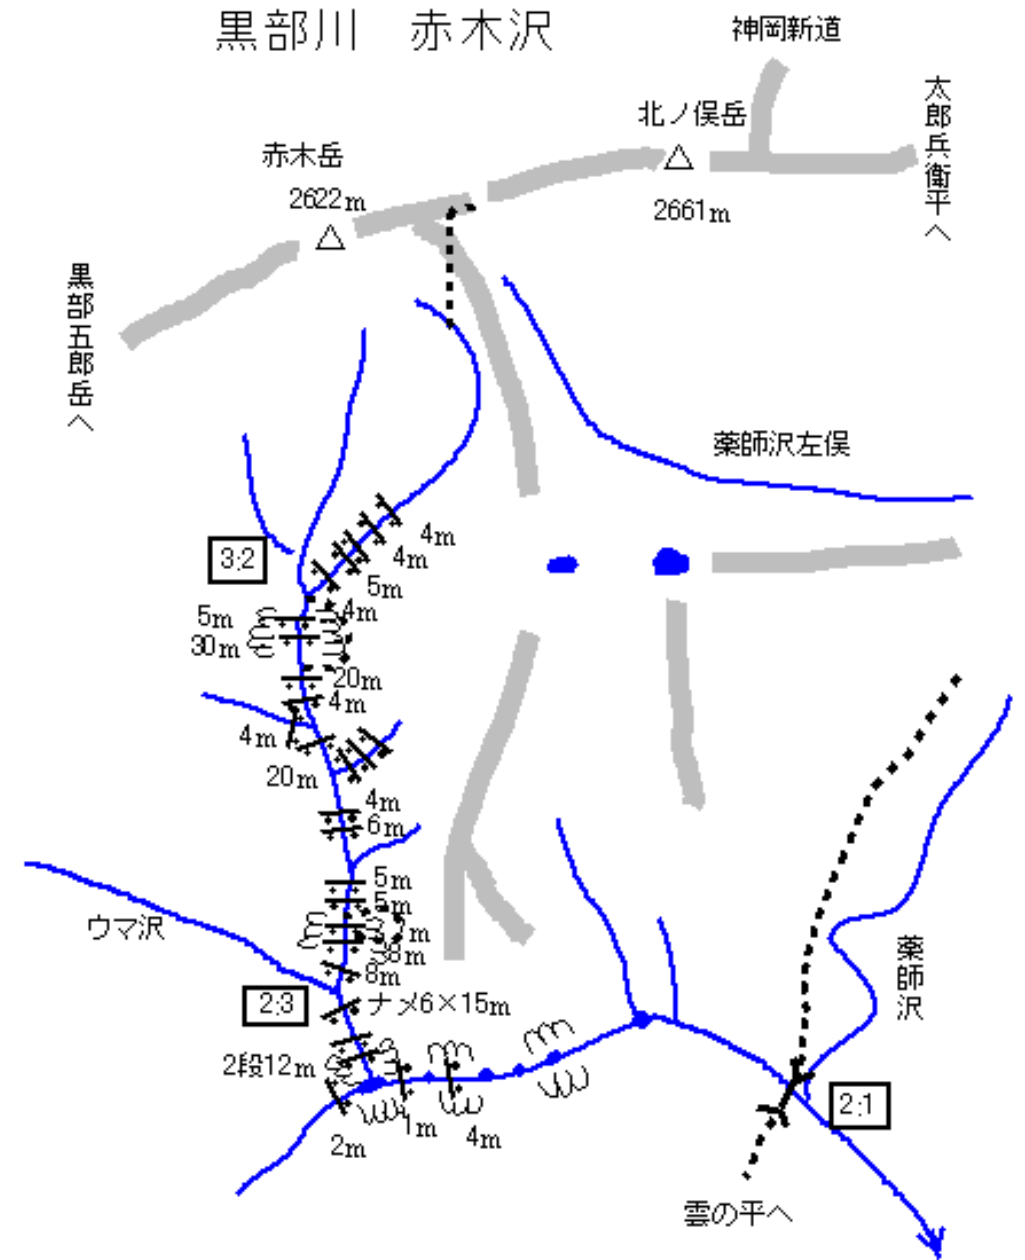 黒部川 赤木沢
神岡新道
太郎兵衛平へ
北ノ俣岳
2661m
赤木岳
2622m
黒部五郎岳へ
薬師沢左俣
3:2
4m
4m
5m
4m
5m
30m
20m
4m
4m
20m
4m
6m
5m
5m
m
38m
8m
ウマ沢
2:3
ナメ6×15m
2段12m
薬師沢
2:1
1m
4m
2m
雲の平へ